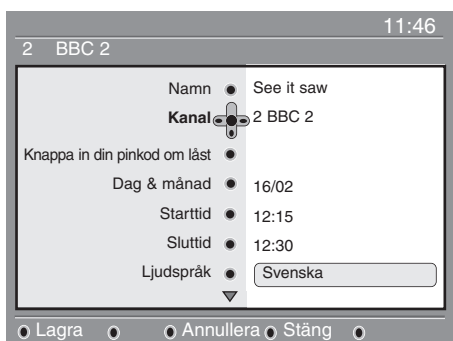 11:46
2 BBC 2
Namn See it saw
Kanal 2 BBC 2
Knappa in din pinkod om låst
Dag & månad 16/02
Starttid 12:15
Sluttid 12:30
Ljudspråk Svenska
Lagra Annullera Stäng